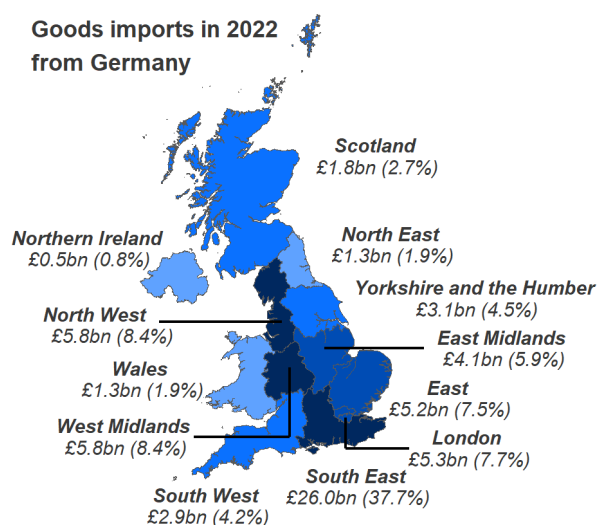 Goods imports in 2022
from Germany
Scotland
£1.8bn (2.7%)
Northern Ireland
£0.5bn (0.8%)
North East
£1.3bn (1.9%)
Yorkshire and the Humber
£3.1bn (4.5%)
North West
£5.8bn (8.4%)
East Midlands
£4.1bn (5.9%)
Wales
£1.3bn (1.9%)
East
£5.2bn (7.5%)
West Midlands
£5.8bn (8.4%)
London
£5.3bn (7.7%)
South East
£26.0bn (37.7%)
South West
£2.9bn (4.2%)